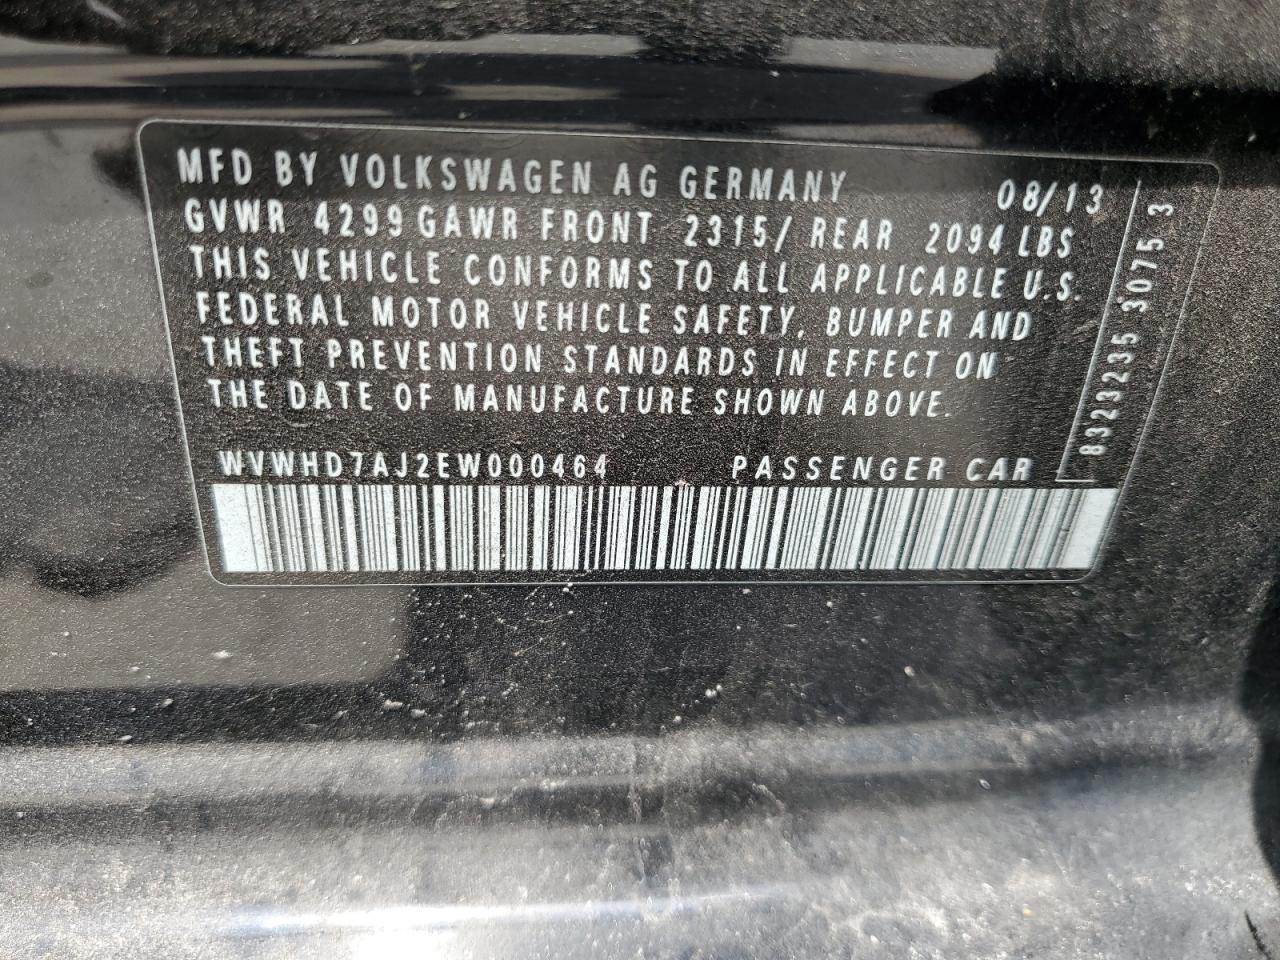 MFD BY VOLKSWAGEN AG GERMANY 08/13
GVWR 4299 GAWR FRONT 2315/ REAR 2094 LBS
THIS VEHICLE CONFORMS TO ALL APPLICABLE U.S.
FEDERAL MOTOR VEHICLE SAFETY, BUMPER AND
THEFT PREVENTION STANDARDS IN EFFECT ON
THE DATE OF MANUFACTURE SHOWN ABOVE.
WVWHD7AJ2EW000464 PASSENGER CAR
8323235 3075 3